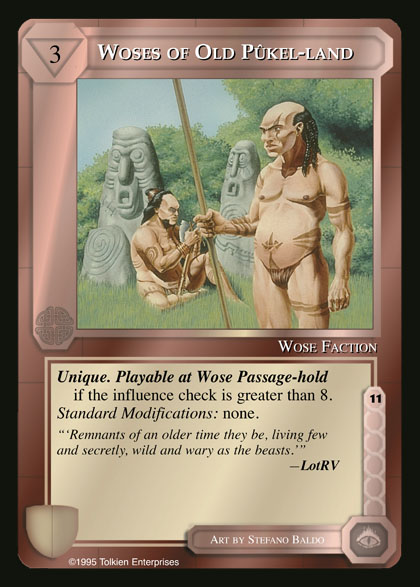 3
WOSES OF OLD PÛKEL-LAND
WOSE FACTION
Unique. Playable at Wose Passage-hold
if the influence check is greater than 8.
Standard Modifications: none.
“‘Remnants of an older time they be, living few
and secretly, wild and wary as the beasts.’”
–LotRV
11
ART BY STEFANO BALDO
©1995 Tolkien Enterprises